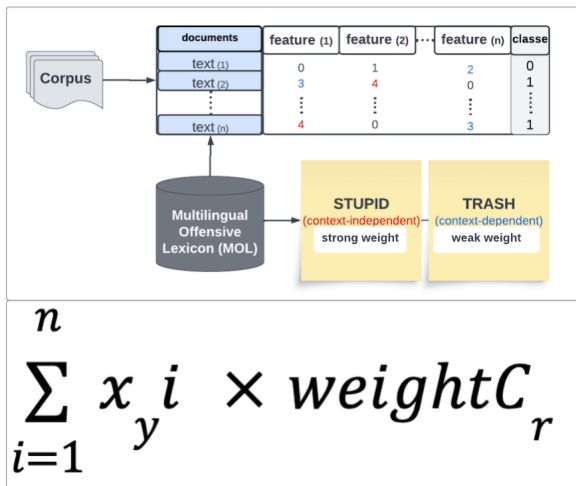 documents feature (1) feature (2) feature (n) classe
Corpus
text (1) 0 1 2 0
text (2) 3 4 0 1
text (n) 4 0 3 1
Multilingual
Offensive
Lexicon (MOL)
STUPID
(context-independent)
strong weight
TRASH
(context-dependent)
weak weight
n
∑ x_y i × weightC_r
i=1